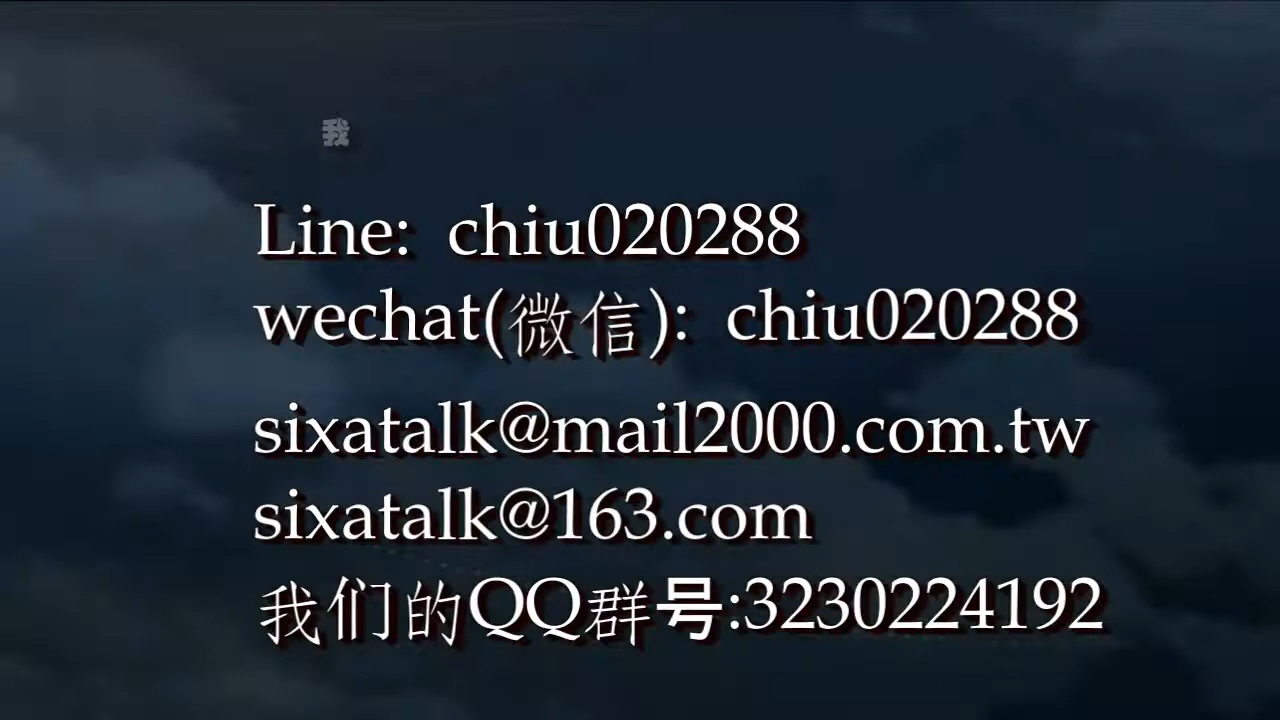 我
Line: chiu020288
wechat(微信): chiu020288
sixatalk@mail2000.com.tw
sixatalk@163.com
我们的QQ群号:3230224192